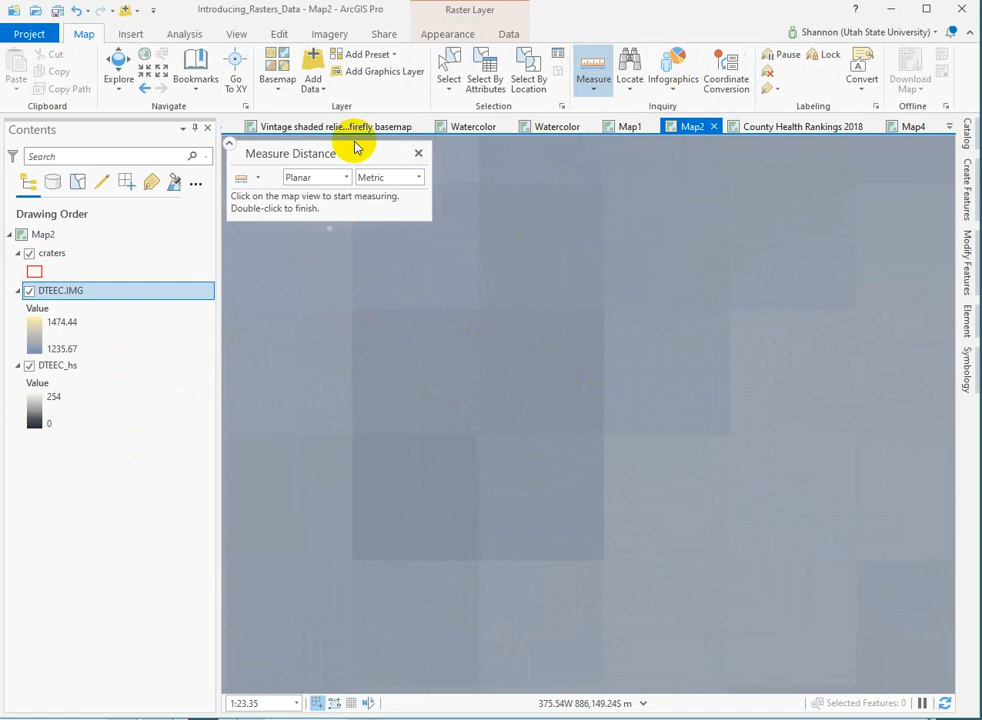 Introducing_Rasters_Data - Map2 - ArcGIS Pro
Raster Layer
?
Project Map Insert Analysis View Edit Imagery Share Appearance Data
Shannon (Utah State University)
Paste
Cut
Copy
Copy Path
Clipboard
Explore
Bookmarks
Go To XY
Navigate
Basemap
Add Data
Add Preset
Add Graphics Layer
Layer
Select
Select By Attributes
Select By Location
Selection
Measure
Locate
Infographics
Coordinate Conversion
Inquiry
Pause
Lock
Convert
Labeling
Download Map
Offline
Contents
Vintage shaded relie...firefly basemap
Watercolor
Watercolor
Map1
Map2
County Health Rankings 2018
Map4
Search
Drawing Order
Map2
craters
DTEEC.IMG
Value
1474.44
1235.67
DTEEC_hs
Value
254
0
Measure Distance
Planar
Metric
Click on the map view to start measuring.
Double-click to finish.
Catalog
Create Features
Modify Features
Element
Symbology
1:23.35
375.54W 886,149.24S m
Selected Features: 0